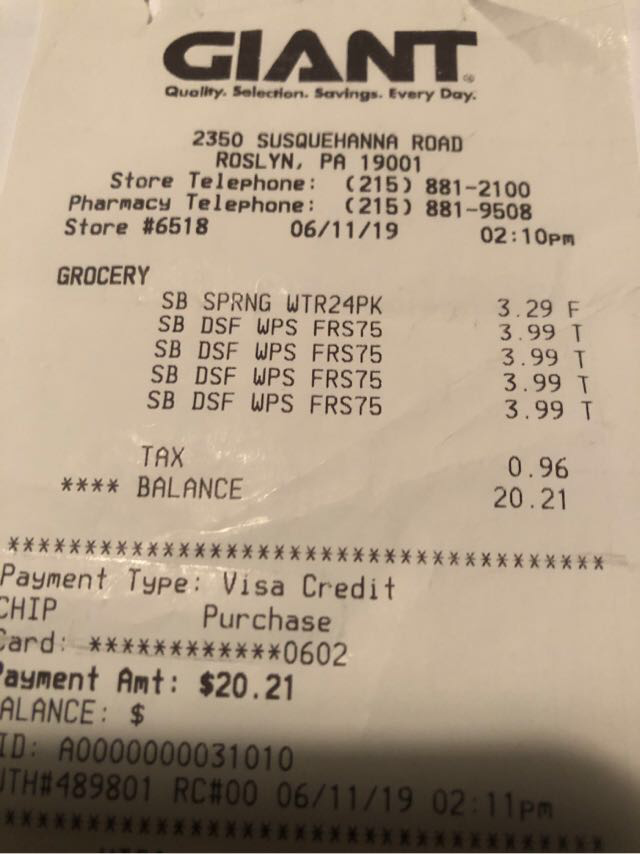 GIANT
Quality. Selection. Savings. Every Day.
2350 SUSQUEHANNA ROAD
ROSLYN, PA 19001
Store Telephone: (215) 881-2100
Pharmacy Telephone: (215) 881-9508
Store #6518 06/11/19 02:10pm
GROCERY
SB SPRNG WTR24PK 3.29 F
SB DSF WPS FRS75 3.99 T
SB DSF WPS FRS75 3.99 T
SB DSF WPS FRS75 3.99 T
SB DSF WPS FRS75 3.99 T
TAX 0.96
**** BALANCE 20.21
***************************************
Payment Type: Visa Credit
CHIP Purchase
Card: ************0602
Payment Amt: $20.21
ALANCE: $
ID: A0000000031010
UTH#489801 RC#00 06/11/19 02:11pm
***************************************